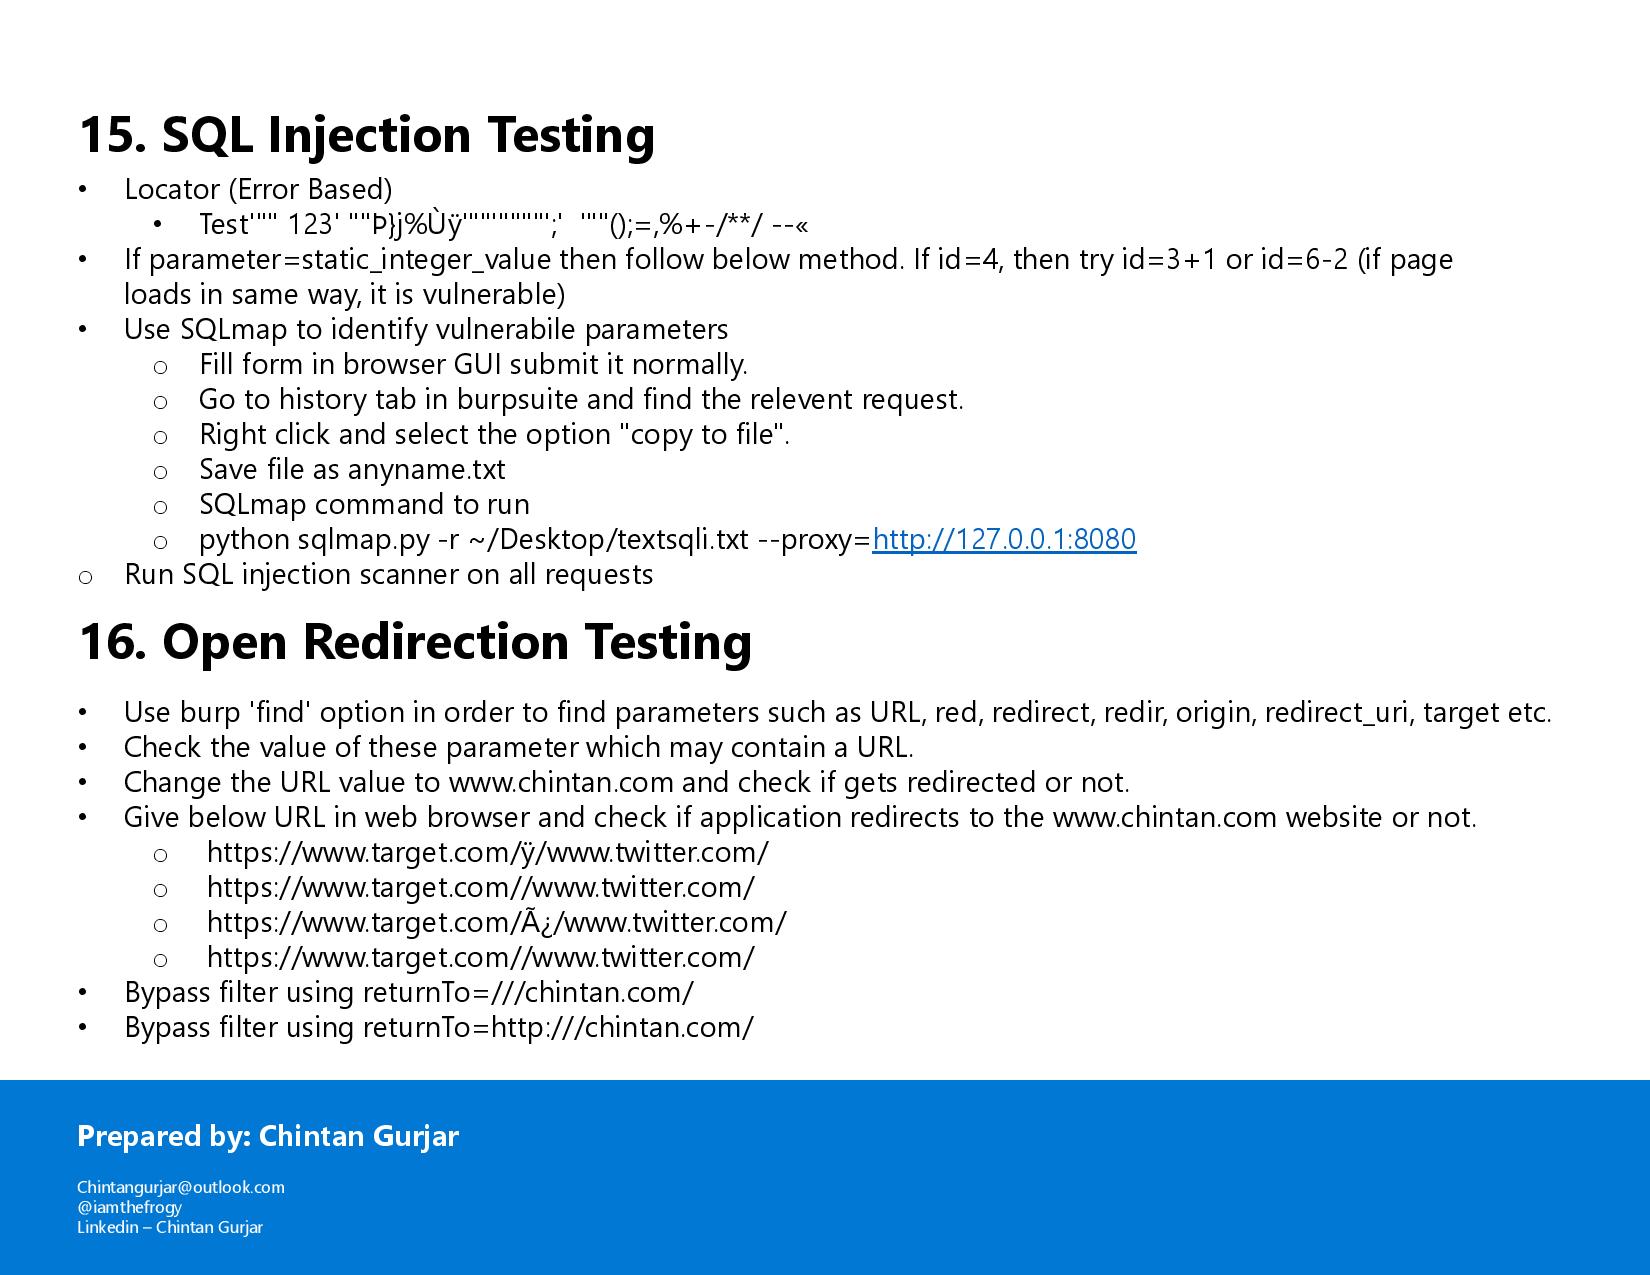 15. SQL Injection Testing
• Locator (Error Based)
• Test'"" 123' ""Þ}j%Ùÿ'""'""""';' '""();=,%+-/**/ --«
• If parameter=static_integer_value then follow below method. If id=4, then try id=3+1 or id=6-2 (if page
loads in same way, it is vulnerable)
• Use SQLmap to identify vulnerabile parameters
o Fill form in browser GUI submit it normally.
o Go to history tab in burpsuite and find the relevent request.
o Right click and select the option "copy to file".
o Save file as anyname.txt
o SQLmap command to run
o python sqlmap.py -r ~/Desktop/textsqli.txt --proxy=http://127.0.0.1:8080
o Run SQL injection scanner on all requests
16. Open Redirection Testing
• Use burp 'find' option in order to find parameters such as URL, red, redirect, redir, origin, redirect_uri, target etc.
• Check the value of these parameter which may contain a URL.
• Change the URL value to www.chintan.com and check if gets redirected or not.
• Give below URL in web browser and check if application redirects to the www.chintan.com website or not.
o https://www.target.com/ÿ/www.twitter.com/
o https://www.target.com//www.twitter.com/
o https://www.target.com/Ã¿/www.twitter.com/
o https://www.target.com//www.twitter.com/
• Bypass filter using returnTo=///chintan.com/
• Bypass filter using returnTo=http:///chintan.com/
Prepared by: Chintan Gurjar
Chintangurjar@outlook.com
@iamthefrogy
Linkedin – Chintan Gurjar